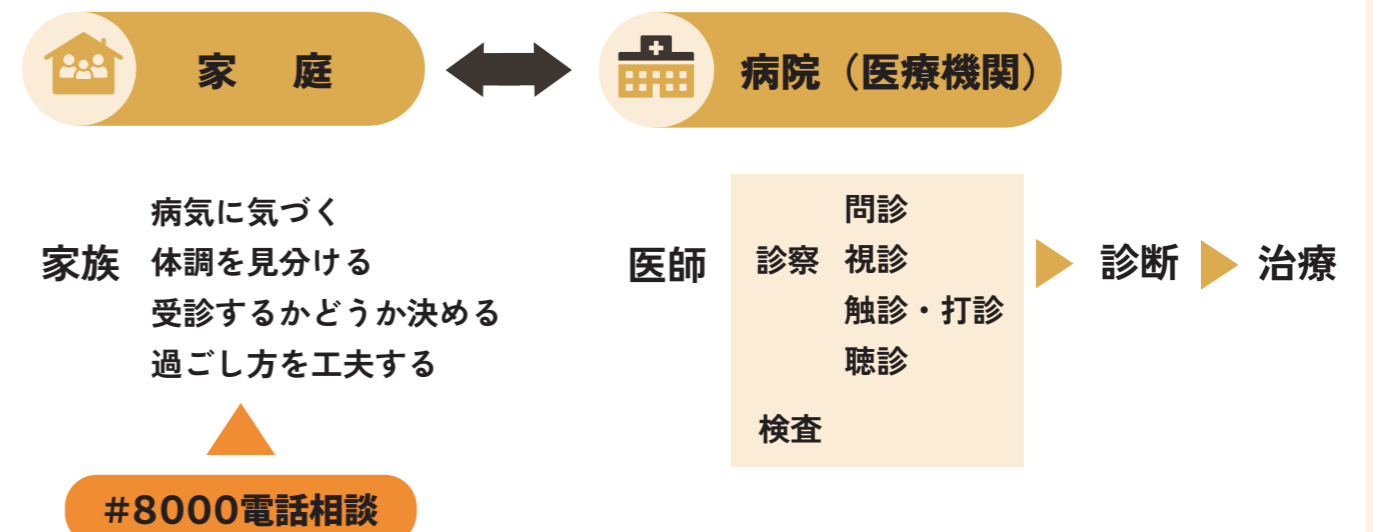 家 庭
病院（医療機関）
家族
病気に気づく
体調を見分ける
受診するかどうか決める
過ごし方を工夫する
#8000電話相談
医師
診察
問診
視診
触診・打診
聴診
検査
診断
治療